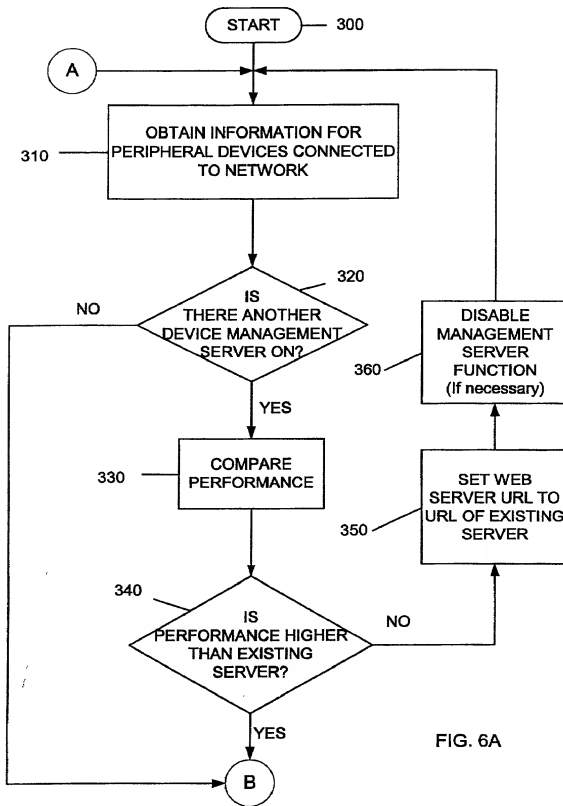 START
300
A
OBTAIN INFORMATION FOR
PERIPHERAL DEVICES CONNECTED
TO NETWORK
310
320
IS
THERE ANOTHER
DEVICE MANAGEMENT
SERVER ON?
NO
YES
DISABLE
MANAGEMENT
SERVER
FUNCTION
(If necessary)
360
330
COMPARE
PERFORMANCE
SET WEB
SERVER URL TO
URL OF EXISTING
SERVER
350
340
IS
PERFORMANCE HIGHER
THAN EXISTING
SERVER?
NO
YES
B
FIG. 6A